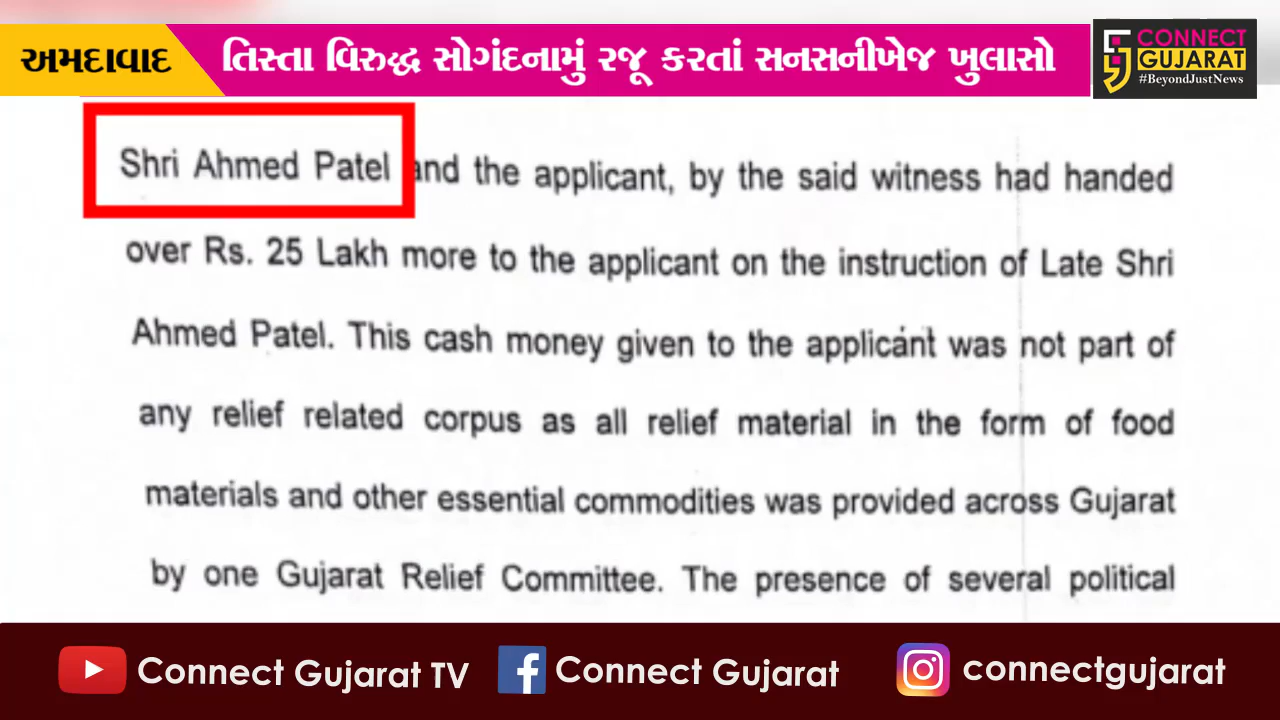 અમદાવાદ
તિસ્તા વિરુદ્ધ સોગંદનામું રજૂ કરતાં સનસનીખેજ ખુલાસો
CONNECT
GUJARAT
#BeyondJustNews
Shri Ahmed Patel and the applicant, by the said witness had handed
over Rs. 25 Lakh more to the applicant on the instruction of Late Shri
Ahmed Patel. This cash money given to the applicant was not part of
any relief related corpus as all relief material in the form of food
materials and other essential commodities was provided across Gujarat
by one Gujarat Relief Committee. The presence of several political
Connect Gujarat TV
Connect Gujarat
connectgujarat